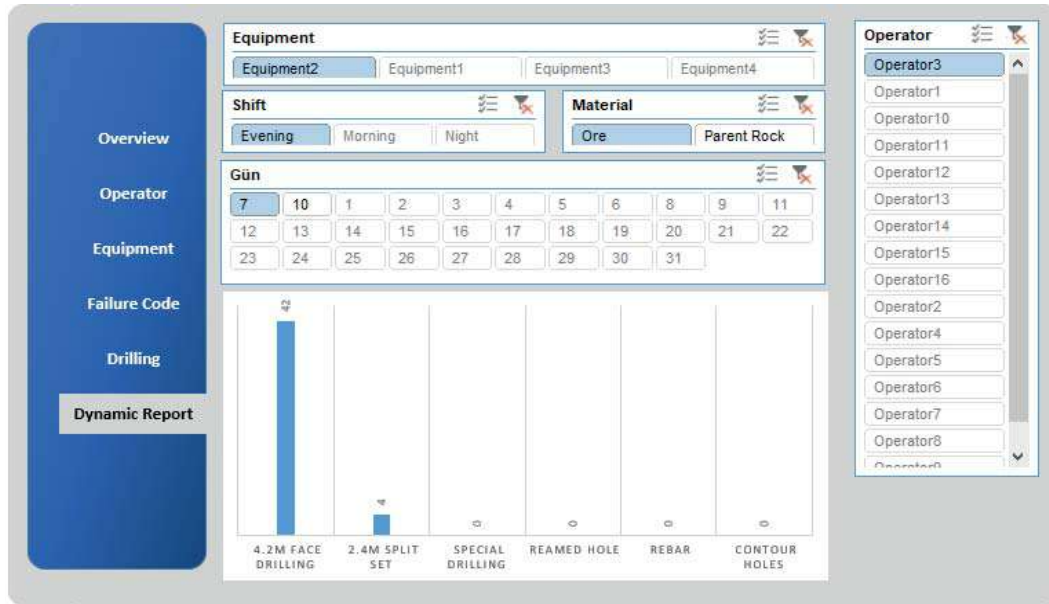 Overview
Operator
Equipment
Failure Code
Drilling
Dynamic Report
Equipment
Equipment2 Equipment1 Equipment3 Equipment4
Shift
Evening Morning Night
Material
Ore Parent Rock
Gün
7 10 1 2 3 4 5 6 8 9 11
12 13 14 15 16 17 18 19 20 21 22
23 24 25 26 27 28 29 30 31
42 4 0 0 0 0
4.2M FACE
DRILLING
2.4M SPLIT
SET
SPECIAL
DRILLING
REAMED HOLE
REBAR
CONTOUR
HOLES
Operator
Operator3
Operator1
Operator10
Operator11
Operator12
Operator13
Operator14
Operator15
Operator16
Operator2
Operator4
Operator5
Operator6
Operator7
Operator8